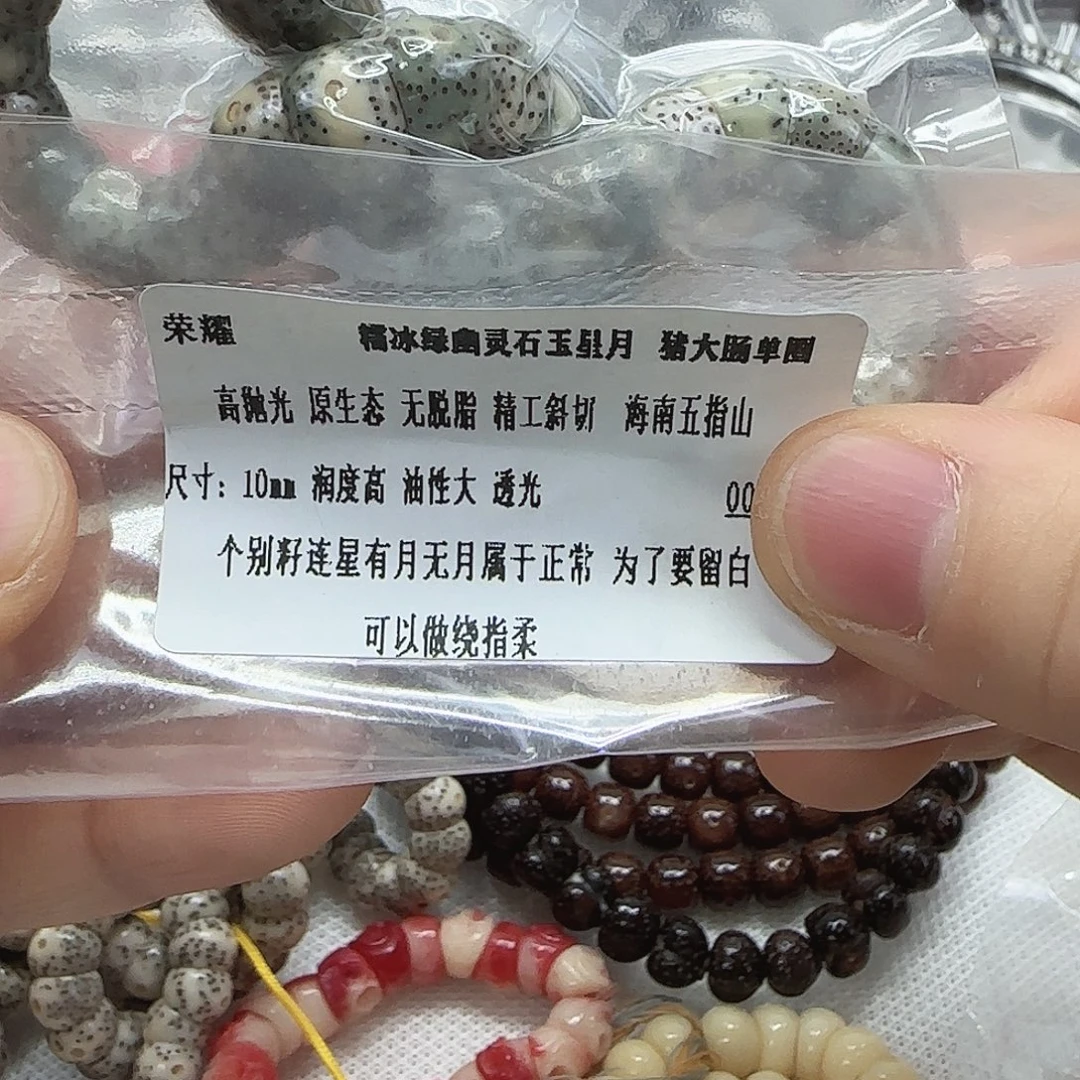 荣耀 糯冰绿幽灵石玉星月 猪大肠单圈
高抛光 原生态 无脱脂 精工斜切 海南五指山
尺寸: 10mm 润度高 油性大 透光 00
个别籽连星有月无月属于正常 为了要留白
可以做绕指柔